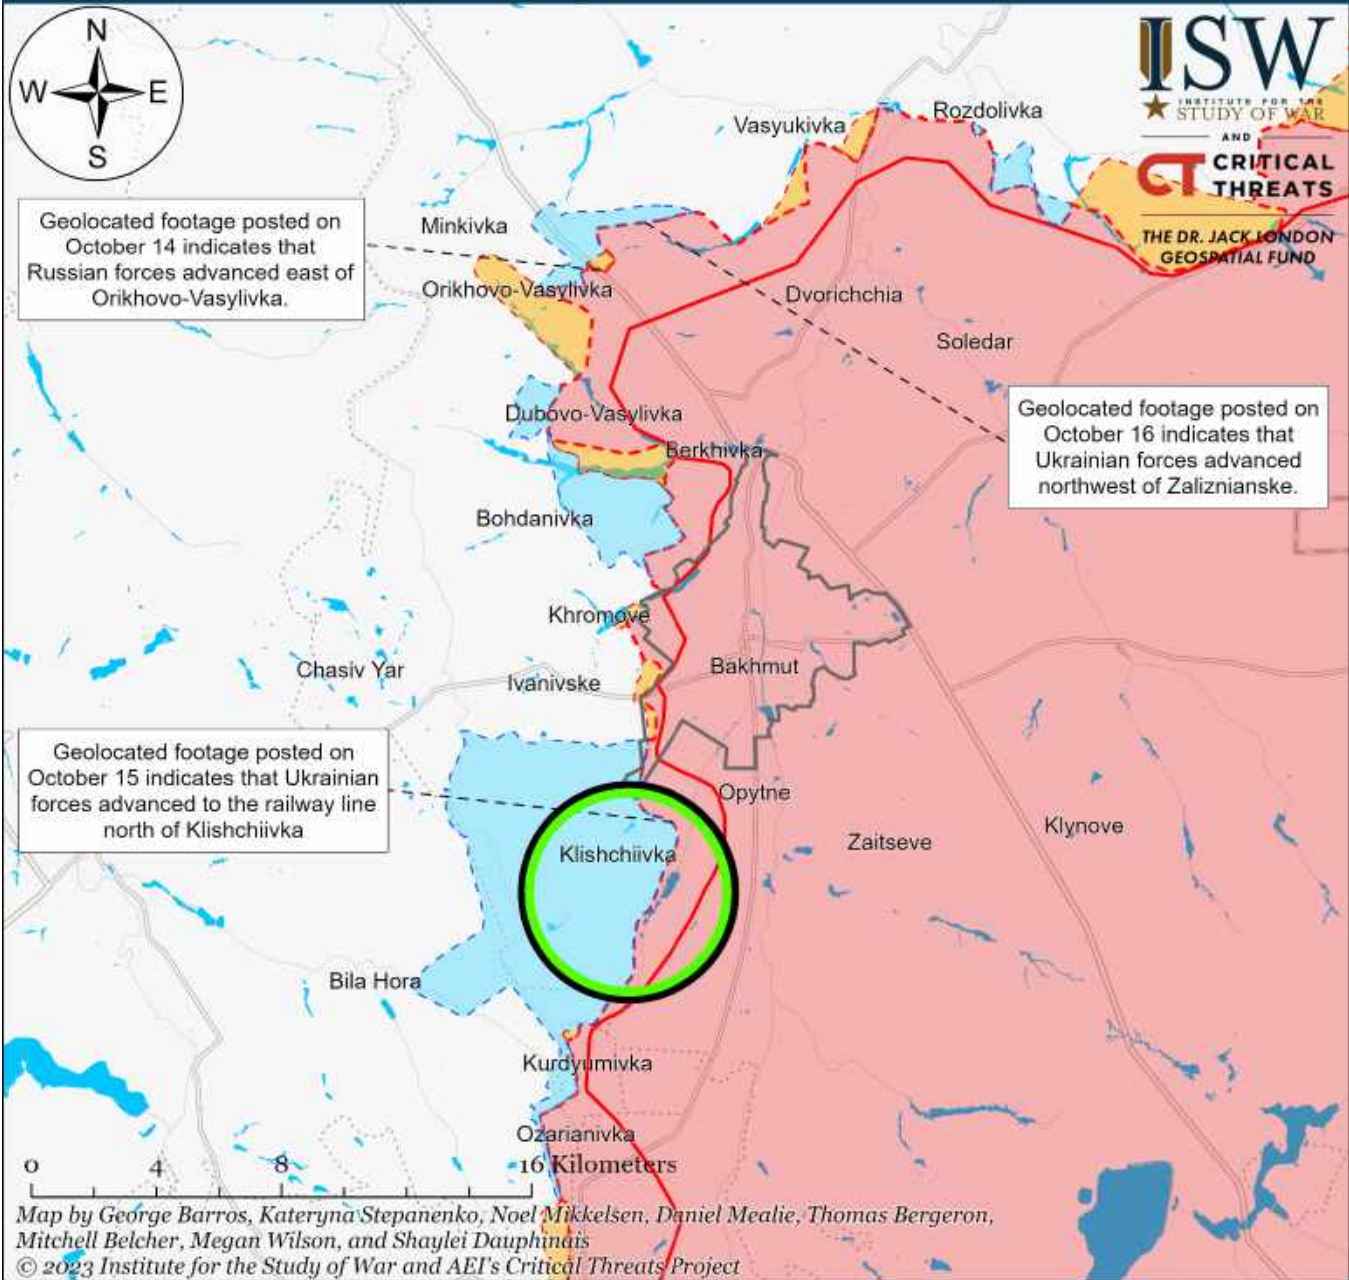 N
W E
S
ISW
INSTITUTE FOR THE
STUDY OF WAR
AND
CT CRITICAL
THREATS
THE DR. JACK LONDON
GEOSPATIAL FUND
Rozdolivka
Vasyukivka
Geolocated footage posted on
October 14 indicates that
Russian forces advanced east of
Orikhovo-Vasylivka.
Minkivka
Orikhovo-Vasylivka
Dvorichchia
Soledar
Dubovo-Vasylivka
Berkhivka
Geolocated footage posted on
October 16 indicates that
Ukrainian forces advanced
northwest of Zaliznianske.
Bohdanivka
Khromove
Chasiv Yar
Ivanivske
Bakhmut
Geolocated footage posted on
October 15 indicates that Ukrainian
forces advanced to the railway line
north of Klishchiivka
Opytne
Klishchiivka
Zaitseve
Klynove
Bila Hora
Kurdyumivka
Ozarianivka
0 4 8 16 Kilometers
Map by George Barros, Kateryna Stepanenko, Noel Mikkelsen, Daniel Mealie, Thomas Bergeron,
Mitchell Belcher, Megan Wilson, and Shaylei Dauphinais
© 2023 Institute for the Study of War and AEI's Critical Threats Project